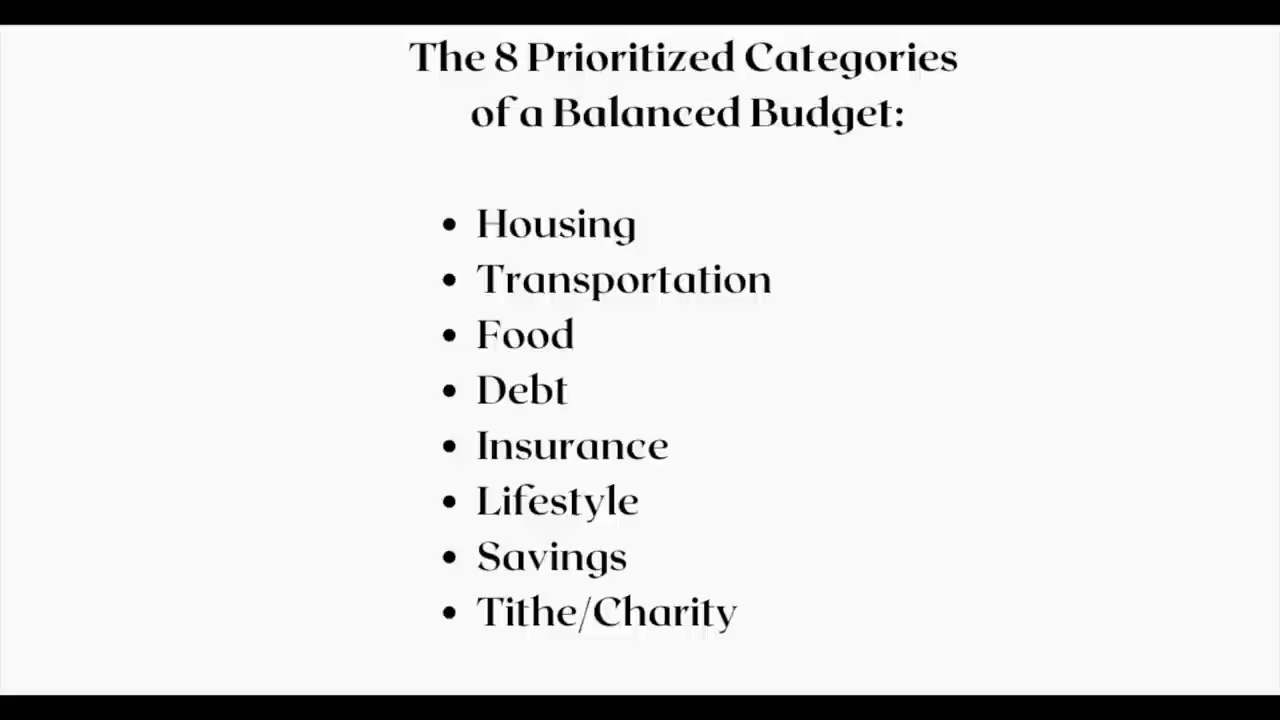 The 8 Prioritized Categories
of a Balanced Budget:
• Housing
• Transportation
• Food
• Debt
• Insurance
• Lifestyle
• Savings
• Tithe/Charity